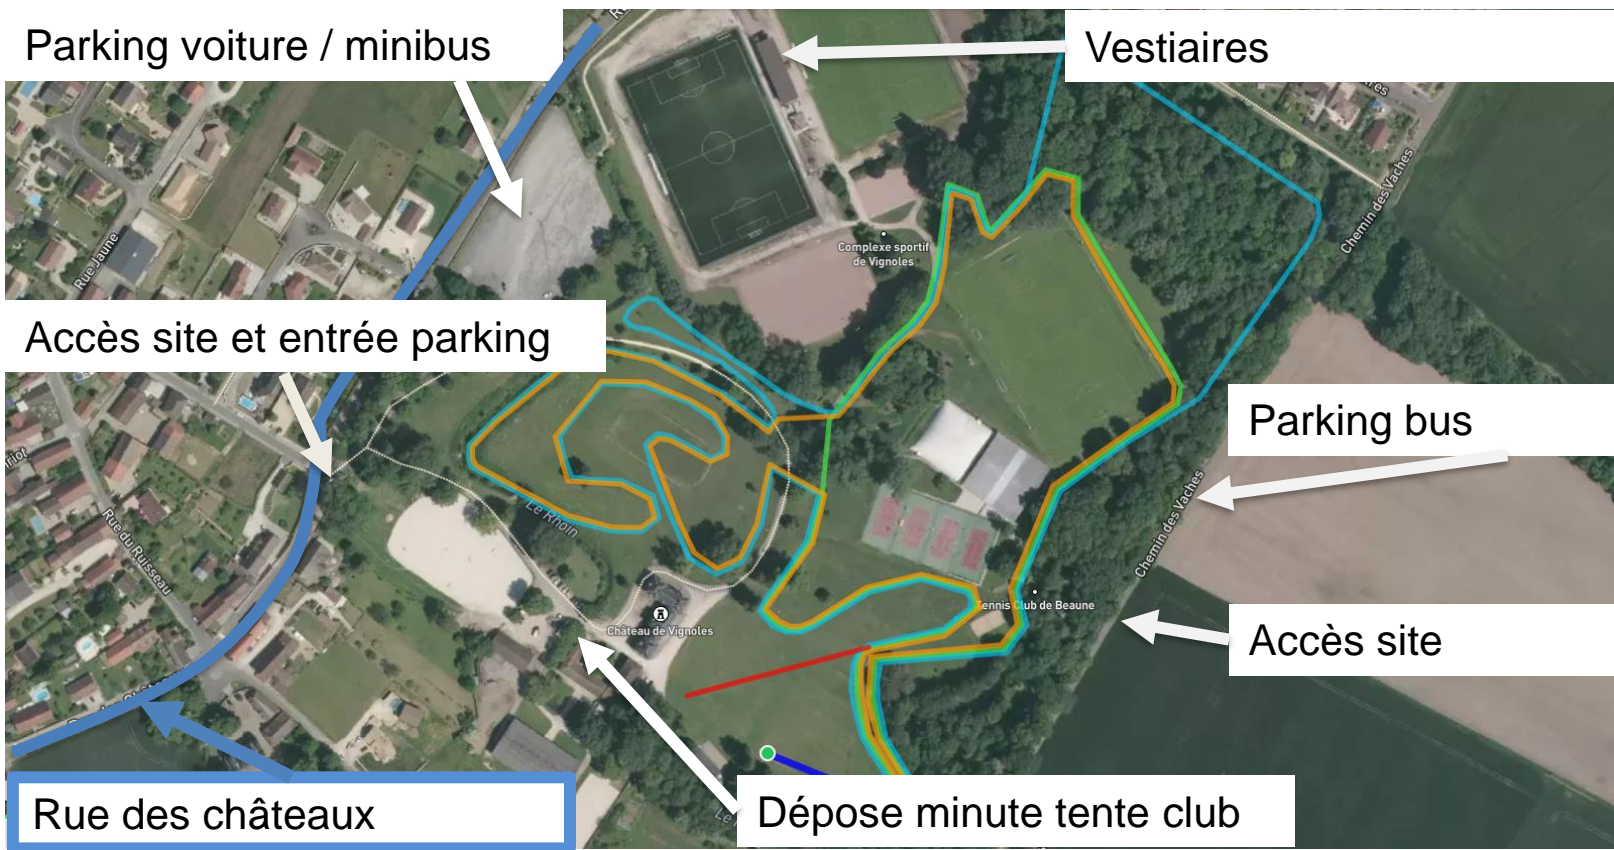 Parking voiture / minibus
Vestiaires
Chemin des Vaches
Rue Jaune
Complexe sportif
de Vignoles
Accès site et entrée parking
Parking bus
Le Rhoin
Chemin des Vaches
Rue du Ruisseau
Tennis Club de Beaune
Château de Vignoles
Accès site
Rue des châteaux
Dépose minute tente club